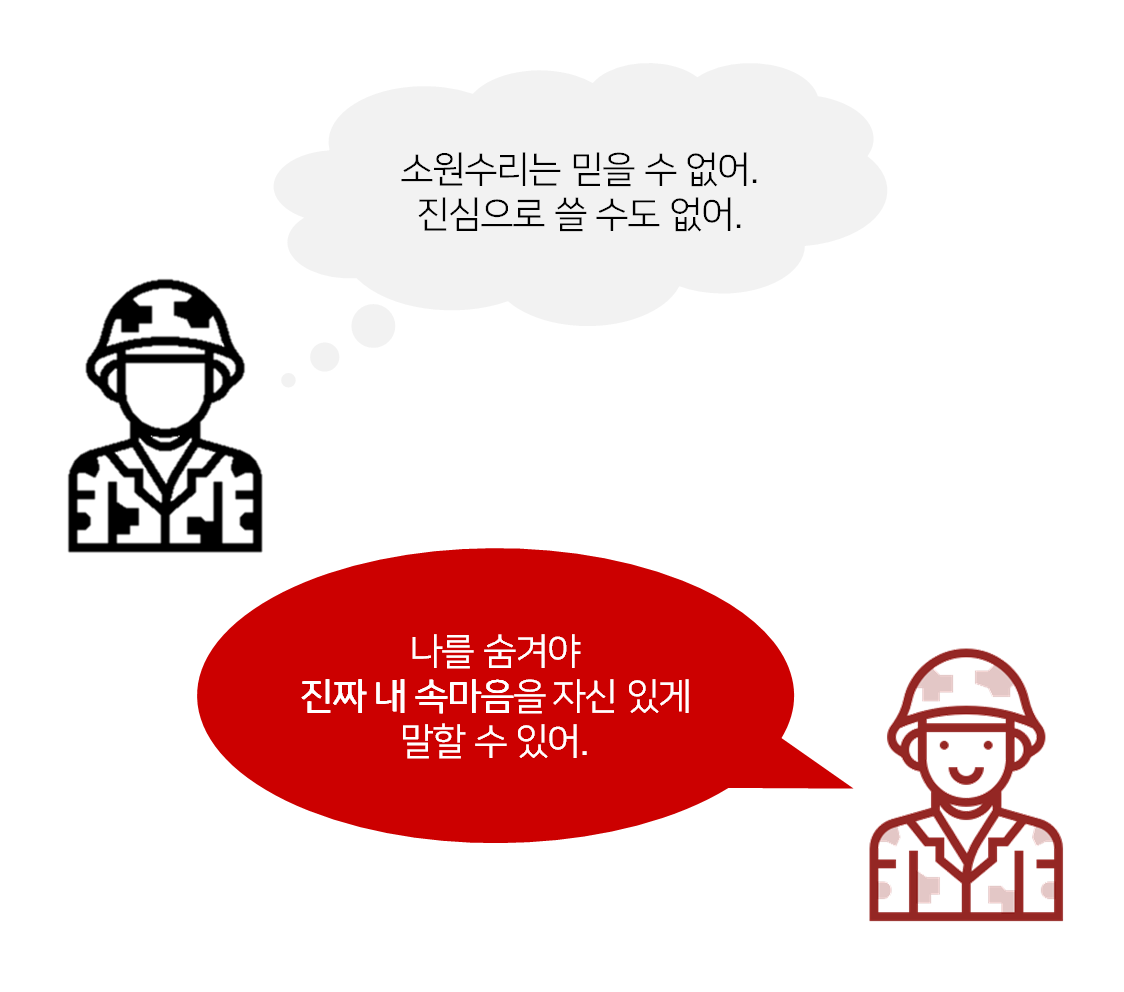 소원수리는 믿을 수 없어.
진심으로 쓸 수도 없어.
나를 숨겨야
진짜 내 속마음을 자신 있게
말할 수 있어.